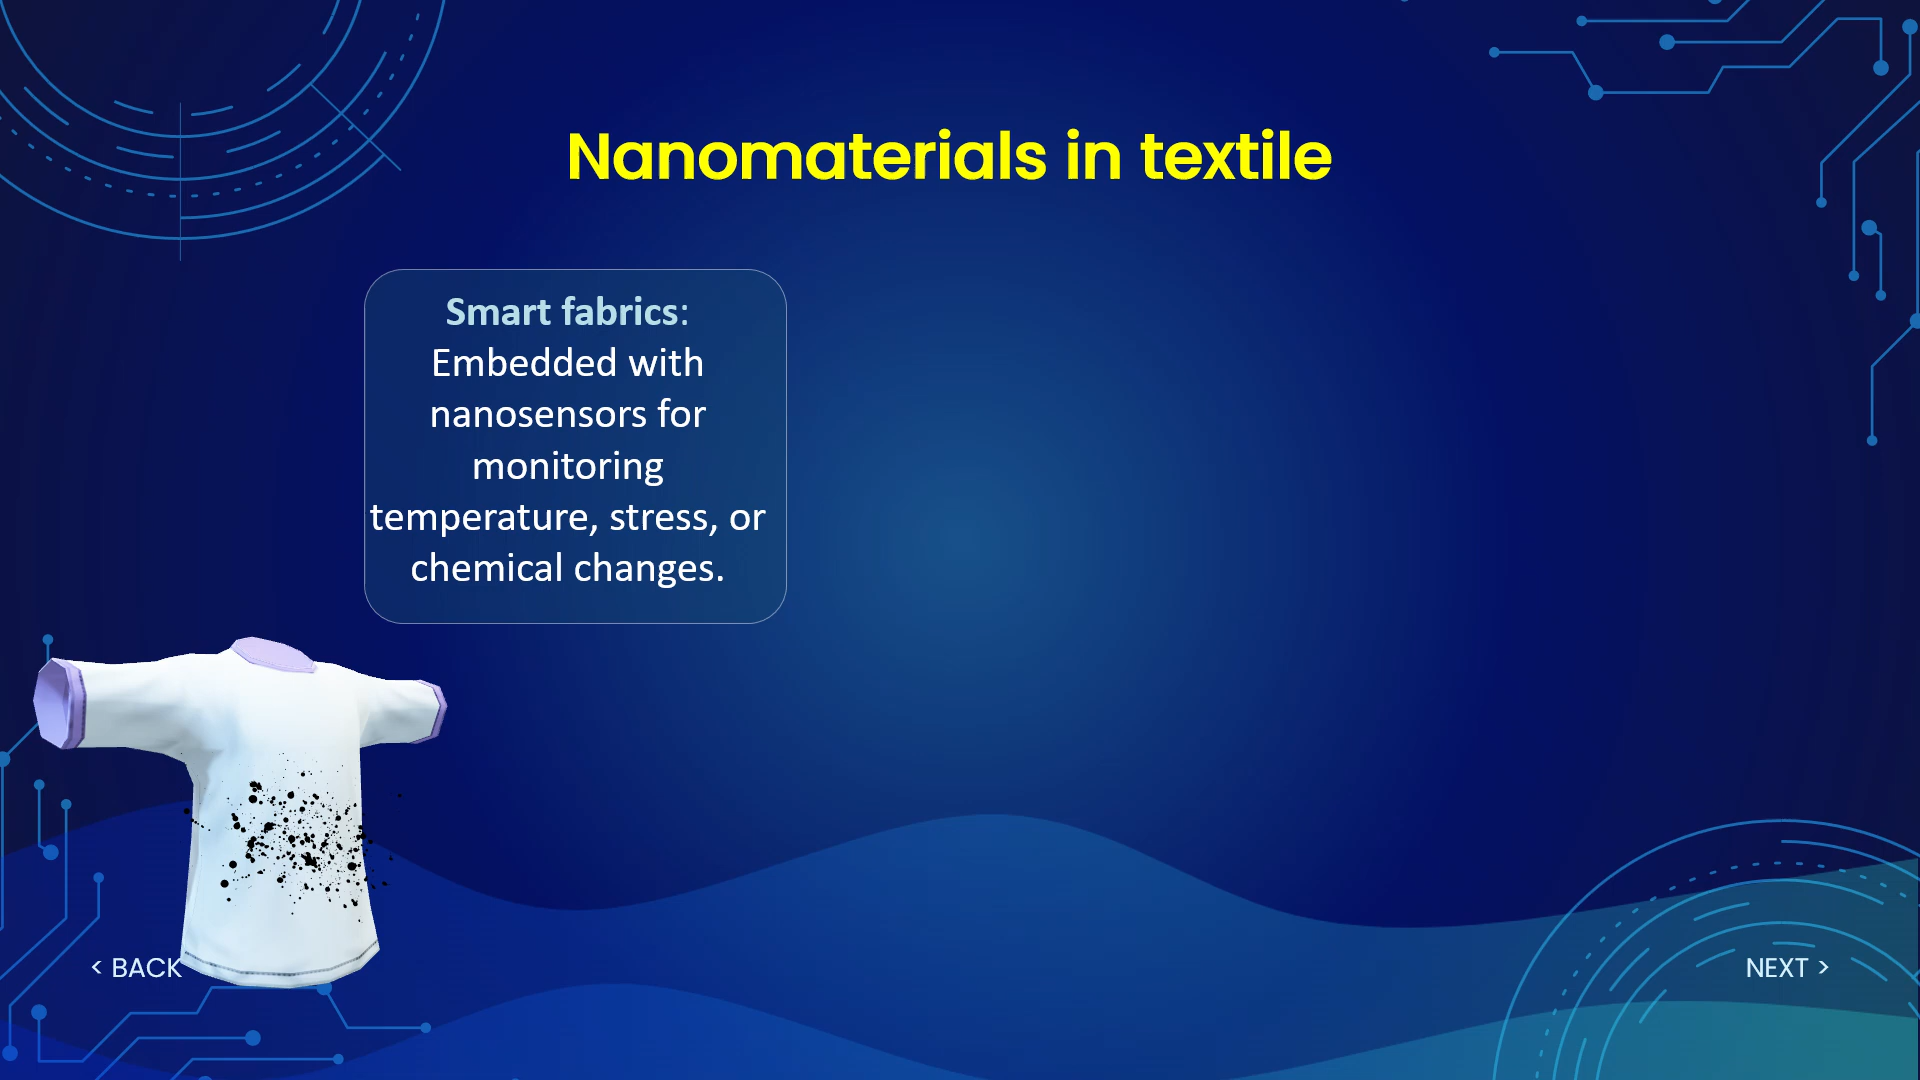 Nanomaterials in textile
Smart fabrics:
Embedded with
nanosensors for
monitoring
temperature, stress, or
chemical changes.
< BACK
NEXT >